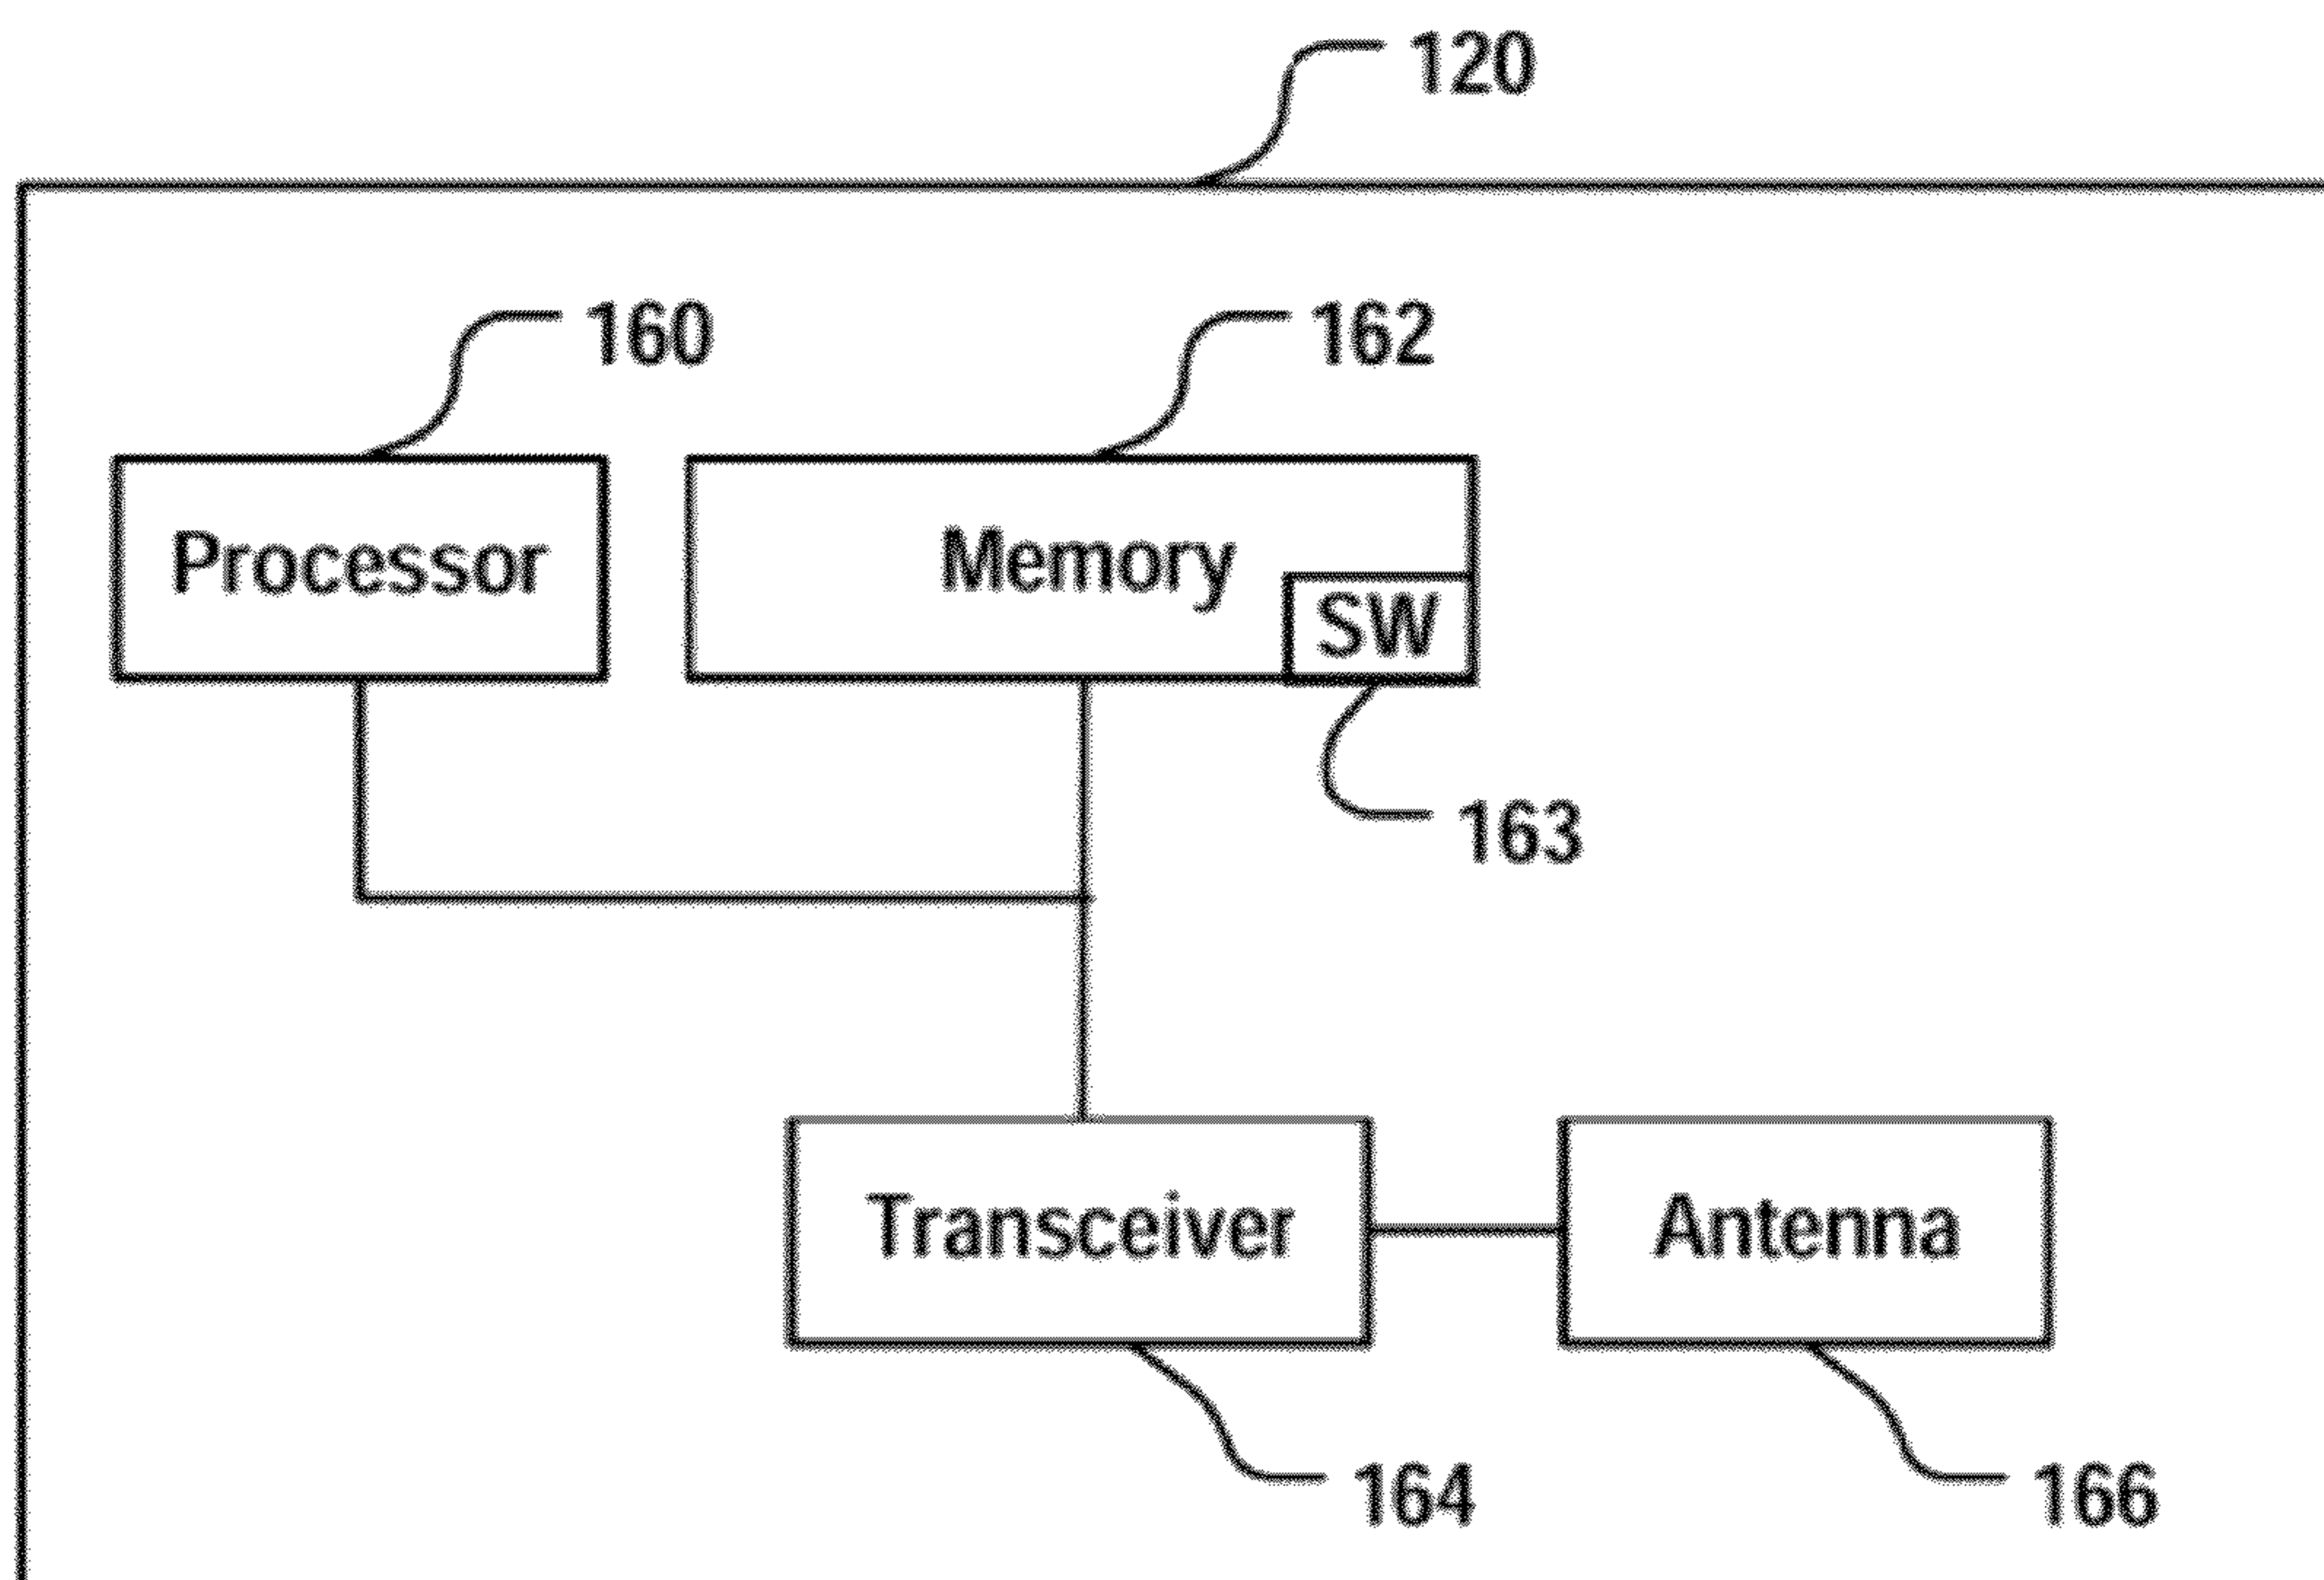 120
160
162
Processor
Memory
SW
163
Transceiver
Antenna
164
166